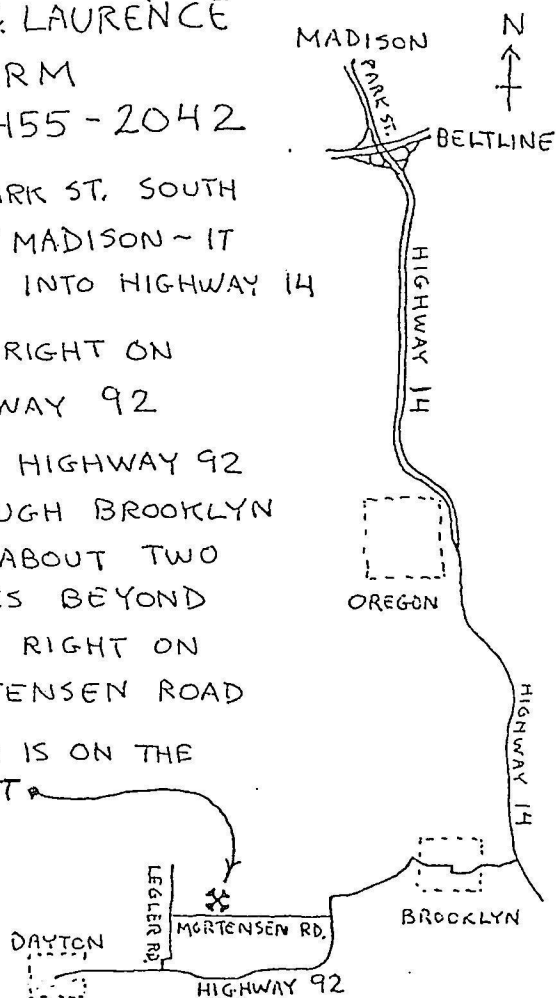 LAURENCE
RM
455-2042
RK ST. SOUTH
MADISON ~ IT
INTO HIGHWAY 14
RIGHT ON
WAY 92
HIGHWAY 92
UGH BROOKLYN
ABOUT TWO
ES BEYOND
RIGHT ON
TENSEN ROAD
IS ON THE
T
MADISON
N
PARK ST.
BELTLINE
HIGHWAY 14
OREGON
HIGHWAY 14
BROOKLYN
LEGLER RD.
MORTENSEN RD.
DAYTON
HIGHWAY 92